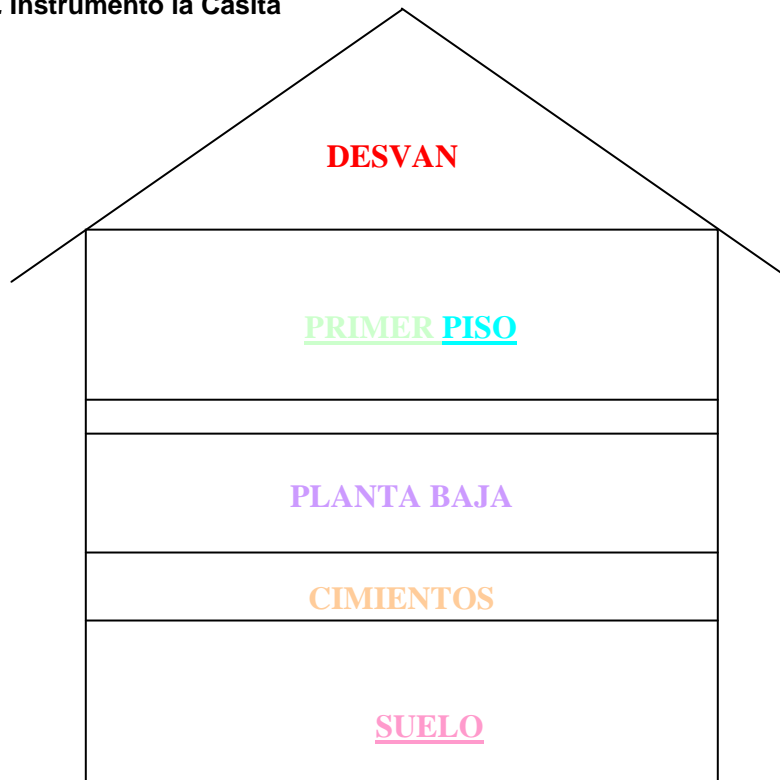 . Instrumento la Casita
DESVAN
PRIMER PISO
PLANTA BAJA
CIMIENTOS
SUELO